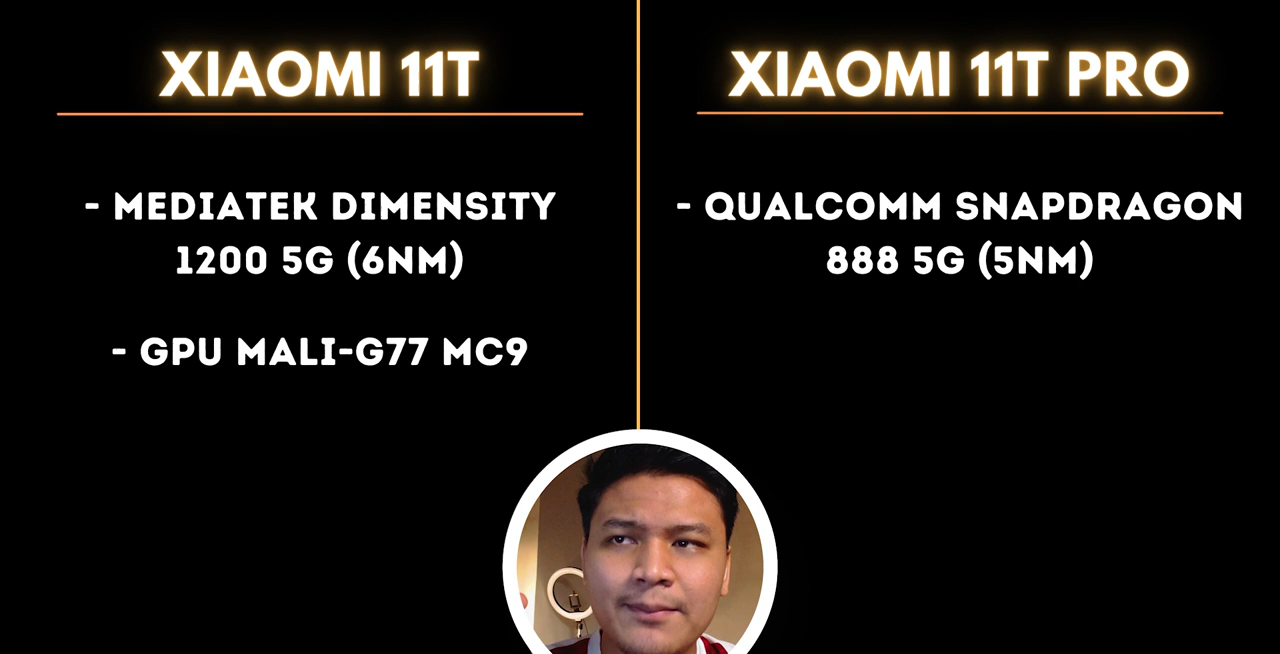 XIAOMI 11T
- MEDIATEK DIMENSITY
1200 5G (6NM)
- GPU MALI-G77 MC9
XIAOMI 11T PRO
- QUALCOMM SNAPDRAGON
888 5G (5NM)